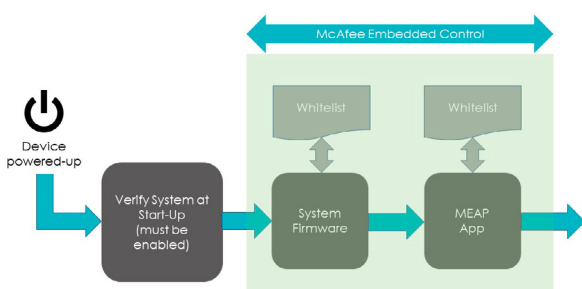 McAfee Embedded Control
Whitelist
Whitelist
Device
powered-up
Verify System at
Start-Up
(must be
enabled)
System
Firmware
MEAP
App